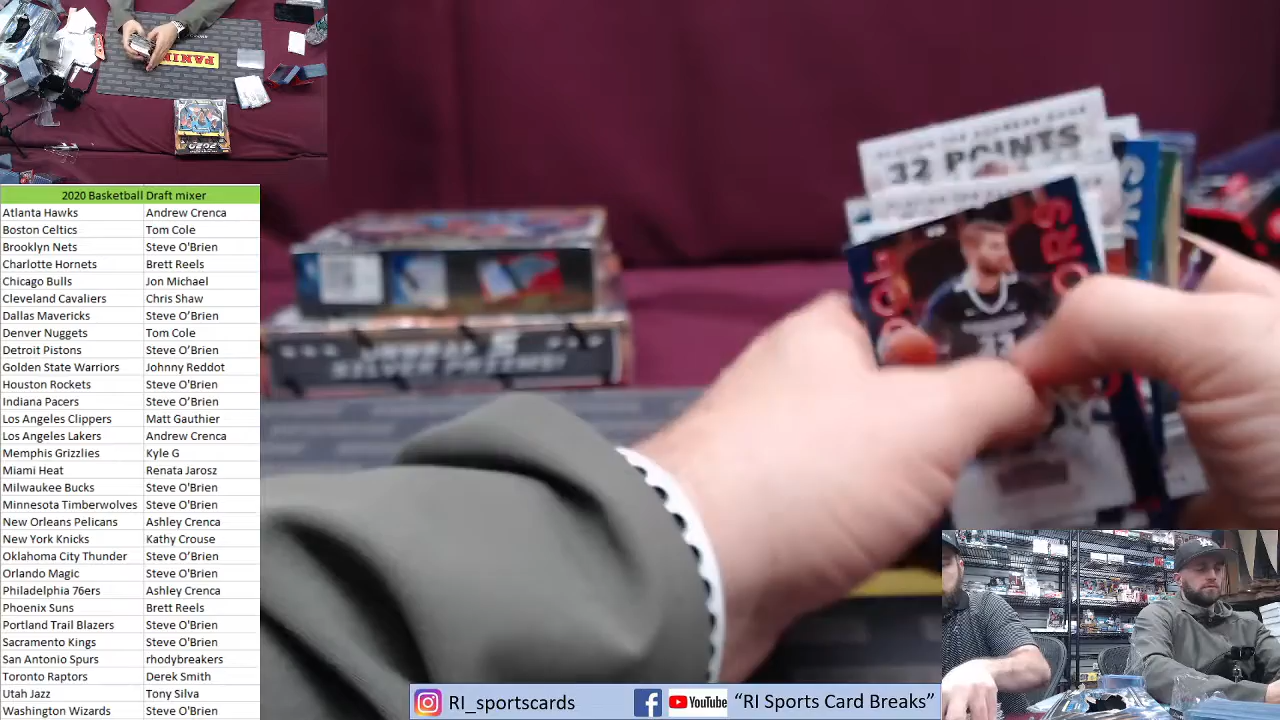 PANINI
2020
2020 Basketball Draft mixer
Atlanta Hawks Andrew Crenca
Boston Celtics Tom Cole
Brooklyn Nets Steve O'Brien
Charlotte Hornets Brett Reels
Chicago Bulls Jon Michael
Cleveland Cavaliers Chris Shaw
Dallas Mavericks Steve O'Brien
Denver Nuggets Tom Cole
Detroit Pistons Steve O'Brien
Golden State Warriors Johnny Reddot
Houston Rockets Steve O'Brien
Indiana Pacers Steve O'Brien
Los Angeles Clippers Matt Gauthier
Los Angeles Lakers Andrew Crenca
Memphis Grizzlies Kyle G
Miami Heat Renata Jarosz
Milwaukee Bucks Steve O'Brien
Minnesota Timberwolves Steve O'Brien
New Orleans Pelicans Ashley Crenca
New York Knicks Kathy Crouse
Oklahoma City Thunder Steve O'Brien
Orlando Magic Steve O'Brien
Philadelphia 76ers Ashley Crenca
Phoenix Suns Brett Reels
Portland Trail Blazers Steve O'Brien
Sacramento Kings Steve O'Brien
San Antonio Spurs rhodybreakers
Toronto Raptors Derek Smith
Utah Jazz Tony Silva
Washington Wizards Steve O'Brien
32 POINTS
SILVER PRIZMS!
RI_sportscards
YouTube "RI Sports Card Breaks"